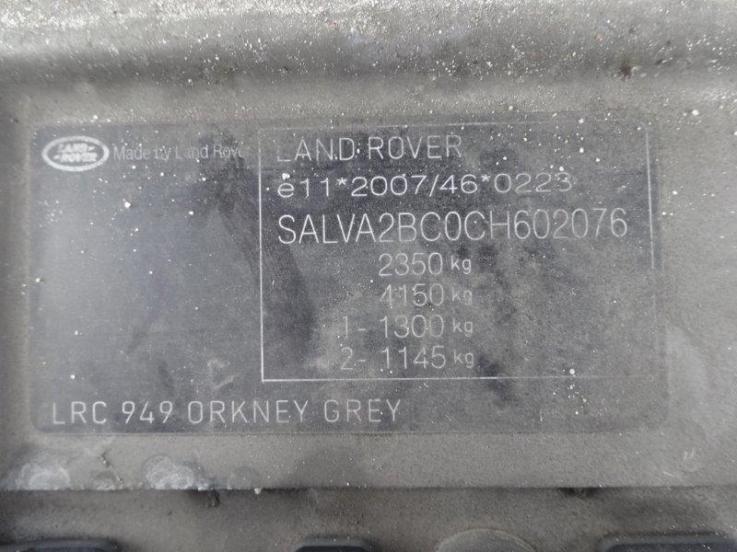 LAND-
-ROVER
Made by Land Rove
LAND ROVER
e11*2007/46*0223
SALVA2BC0CH602076
2350 kg
4150 kg
1- 1300 kg
2- 1145 kg
LRC 949 ORKNEY GREY